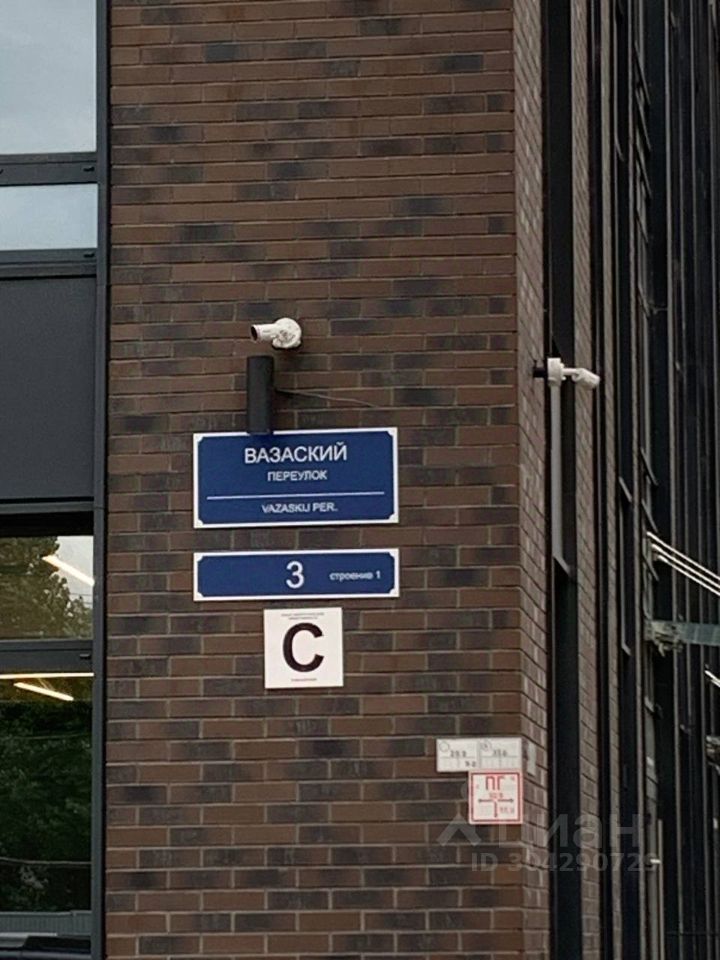 ВАЗАСКИЙ
ПЕРЕУЛОК
VAZASKIJ PER.
3 строение 1
C
ПГ
циан